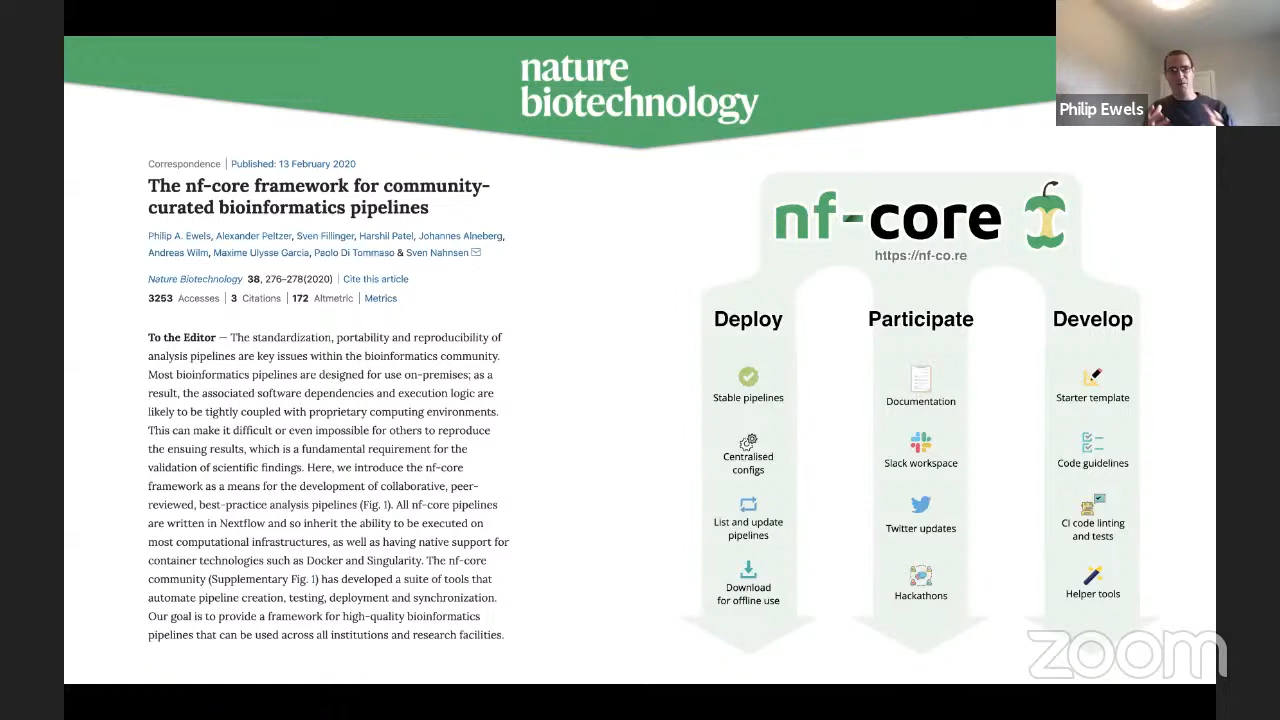 nature
biotechnology
Philip Ewels
Correspondence | Published: 13 February 2020
The nf-core framework for community-
curated bioinformatics pipelines
Philip A. Ewels, Alexander Peltzer, Sven Fillinger, Harshil Patel, Johannes Alneberg,
Andreas Wilm, Maxime Ulysse Garcia, Paolo Di Tommaso & Sven Nahnsen
Nature Biotechnology 38, 276–278(2020) | Cite this article
3253 Accesses | 3 Citations | 172 Altmetric | Metrics
To the Editor — The standardization, portability and reproducibility of
analysis pipelines are key issues within the bioinformatics community.
Most bioinformatics pipelines are designed for use on-premises; as a
result, the associated software dependencies and execution logic are
likely to be tightly coupled with proprietary computing environments.
This can make it difficult or even impossible for others to reproduce
the ensuing results, which is a fundamental requirement for the
validation of scientific findings. Here, we introduce the nf-core
framework as a means for the development of collaborative, peer-
reviewed, best-practice analysis pipelines (Fig. 1). All nf-core pipelines
are written in Nextflow and so inherit the ability to be executed on
most computational infrastructures, as well as having native support for
container technologies such as Docker and Singularity. The nf-core
community (Supplementary Fig. 1) has developed a suite of tools that
automate pipeline creation, testing, deployment and synchronization.
Our goal is to provide a framework for high-quality bioinformatics
pipelines that can be used across all institutions and research facilities.
nf-core
https://nf-co.re
Deploy
Stable pipelines
Centralised
configs
List and update
pipelines
Download
for offline use
Participate
Documentation
Slack workspace
Twitter updates
Hackathons
Develop
Starter template
Code guidelines
CI code linting
and tests
Helper tools
zoom